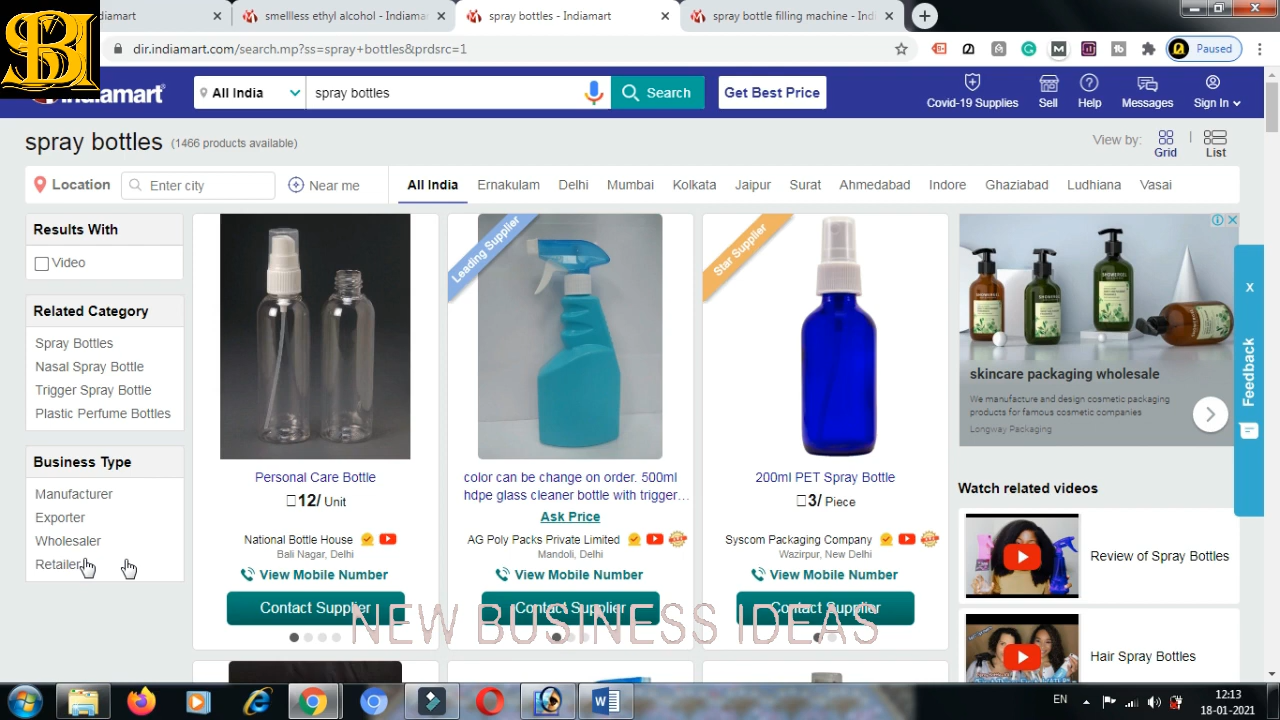 diamart
smellless ethyl alcohol - Indiamar
spray bottles - Indiamart
spray bottle filling machine - Indi
dir.indiamart.com/search.mp?ss=spray+bottles&prdsrc=1
Paused
SBI
indiamart
All India
spray bottles
Search
Get Best Price
Covid-19 Supplies
Sell
Help
Messages
Sign In
spray bottles (1466 products available)
View by:
Grid
List
Location
Enter city
Near me
All India
Ernakulam
Delhi
Mumbai
Kolkata
Jaipur
Surat
Ahmedabad
Indore
Ghaziabad
Ludhiana
Vasai
Results With
Video
Related Category
Spray Bottles
Nasal Spray Bottle
Trigger Spray Bottle
Plastic Perfume Bottles
Business Type
Manufacturer
Exporter
Wholesaler
Retailer
Personal Care Bottle
12/ Unit
National Bottle House
Bali Nagar, Delhi
View Mobile Number
Contact Supplier
Leading Supplier
color can be change on order. 500ml
hdpe glass cleaner bottle with trigger...
Ask Price
AG Poly Packs Private Limited
Mandoli, Delhi
View Mobile Number
Contact Supplier
Star Supplier
200ml PET Spray Bottle
3/ Piece
Syscom Packaging Company
Wazirpur, New Delhi
View Mobile Number
Contact Supplier
skincare packaging wholesale
We manufacture and design cosmetic packaging
products for famous cosmetic companies
Longway Packaging
x
Feedback
Watch related videos
Review of Spray Bottles
Hair Spray Bottles
NEW BUSINESS IDEAS
EN
12:13
18-01-2021